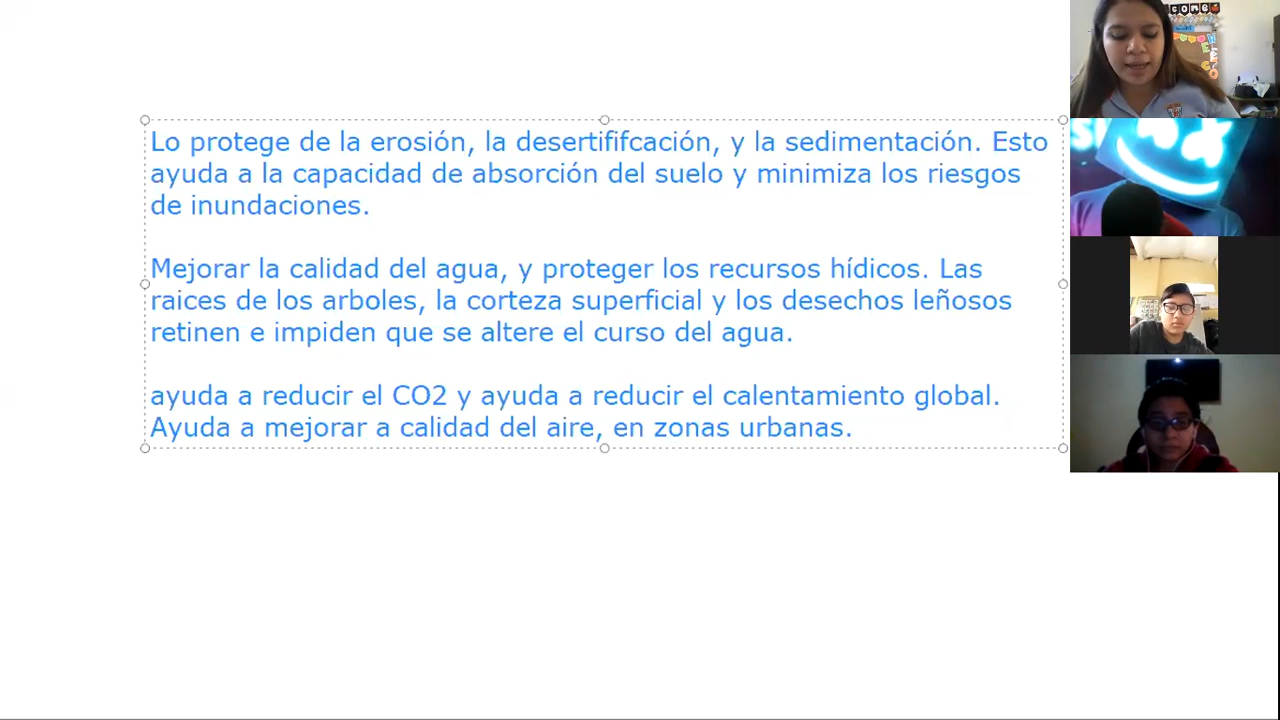 Lo protege de la erosión, la desertififcación, y la sedimentación. Esto
ayuda a la capacidad de absorción del suelo y minimiza los riesgos
de inundaciones.
Mejorar la calidad del agua, y proteger los recursos hídicos. Las
raices de los arboles, la corteza superficial y los desechos leñosos
retinen e impiden que se altere el curso del agua.
ayuda a reducir el CO2 y ayuda a reducir el calentamiento global.
Ayuda a mejorar a calidad del aire, en zonas urbanas.